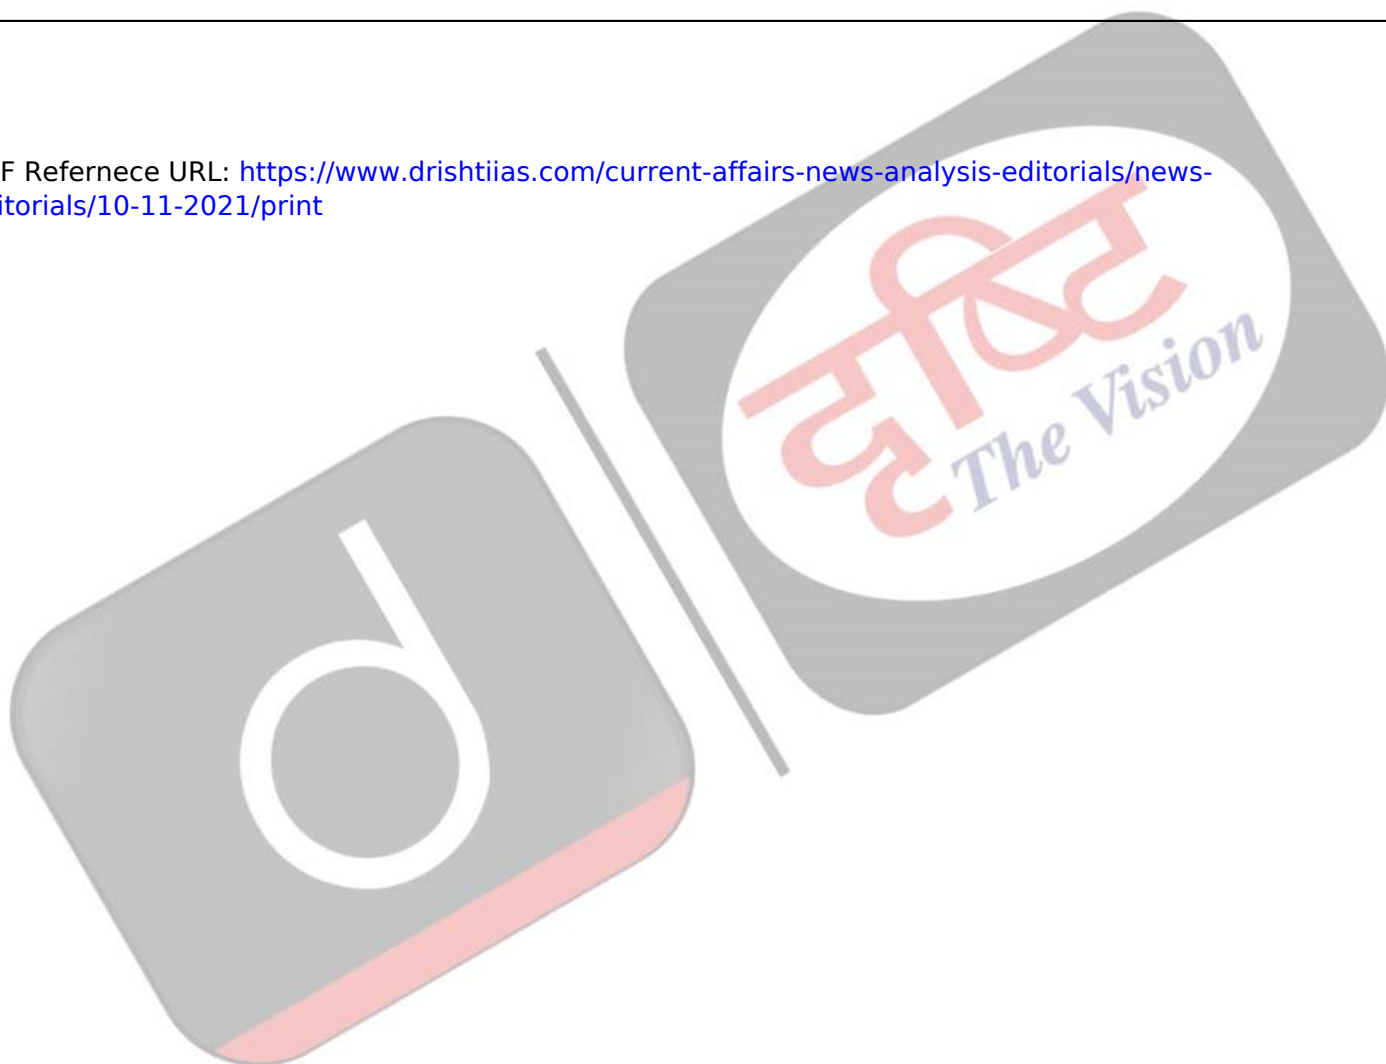 F Refernece URL: https://www.drishtiias.com/current-affairs-news-analysis-editorials/news-
itorials/10-11-2021/print
दृष्टि
The Vision
d